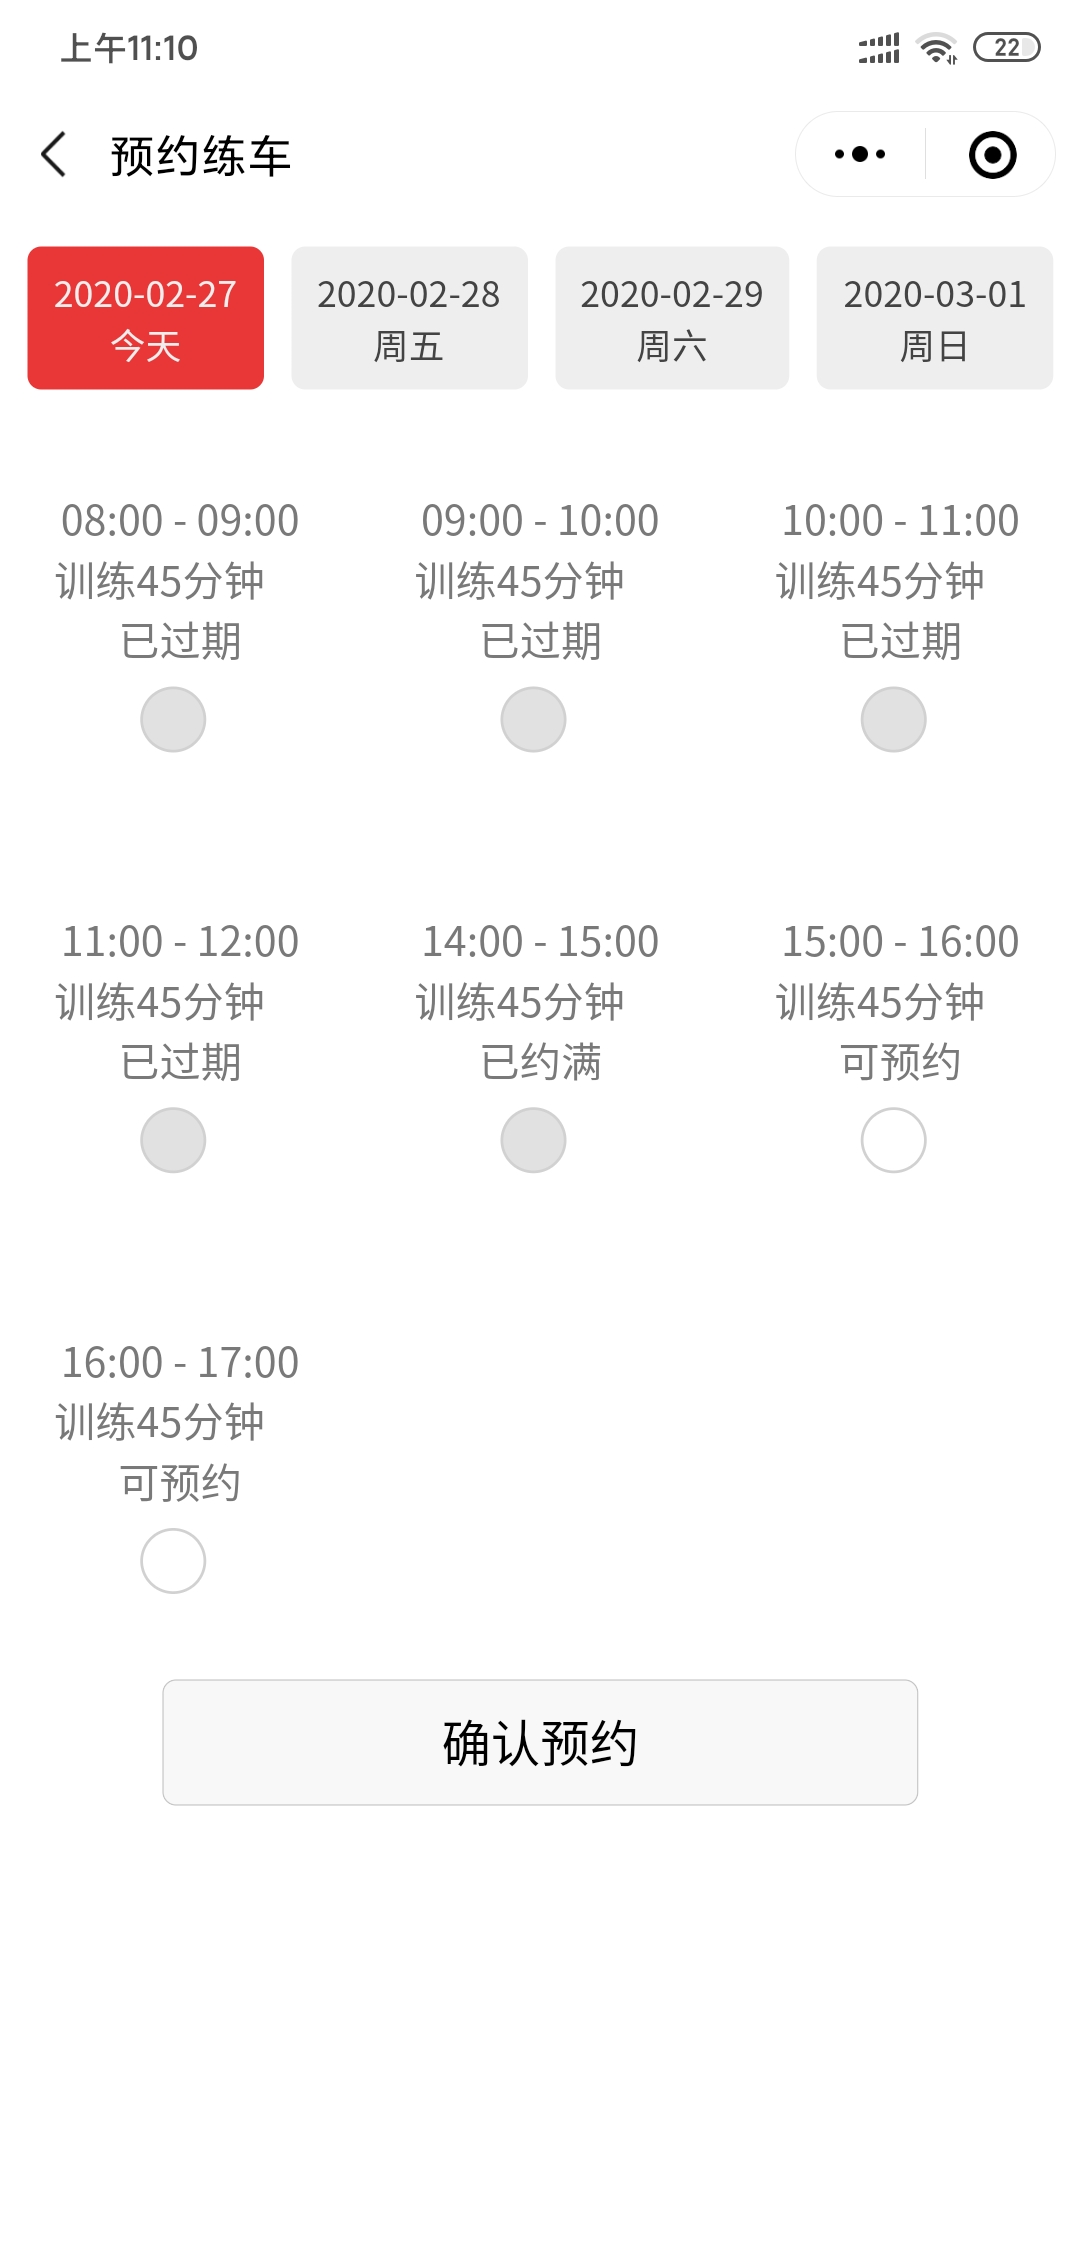 上午11:10
22
预约练车
2020-02-27
今天
2020-02-28
周五
2020-02-29
周六
2020-03-01
周日
08:00 - 09:00
训练45分钟
已过期
09:00 - 10:00
训练45分钟
已过期
10:00 - 11:00
训练45分钟
已过期
11:00 - 12:00
训练45分钟
已过期
14:00 - 15:00
训练45分钟
已约满
15:00 - 16:00
训练45分钟
可预约
16:00 - 17:00
训练45分钟
可预约
确认预约